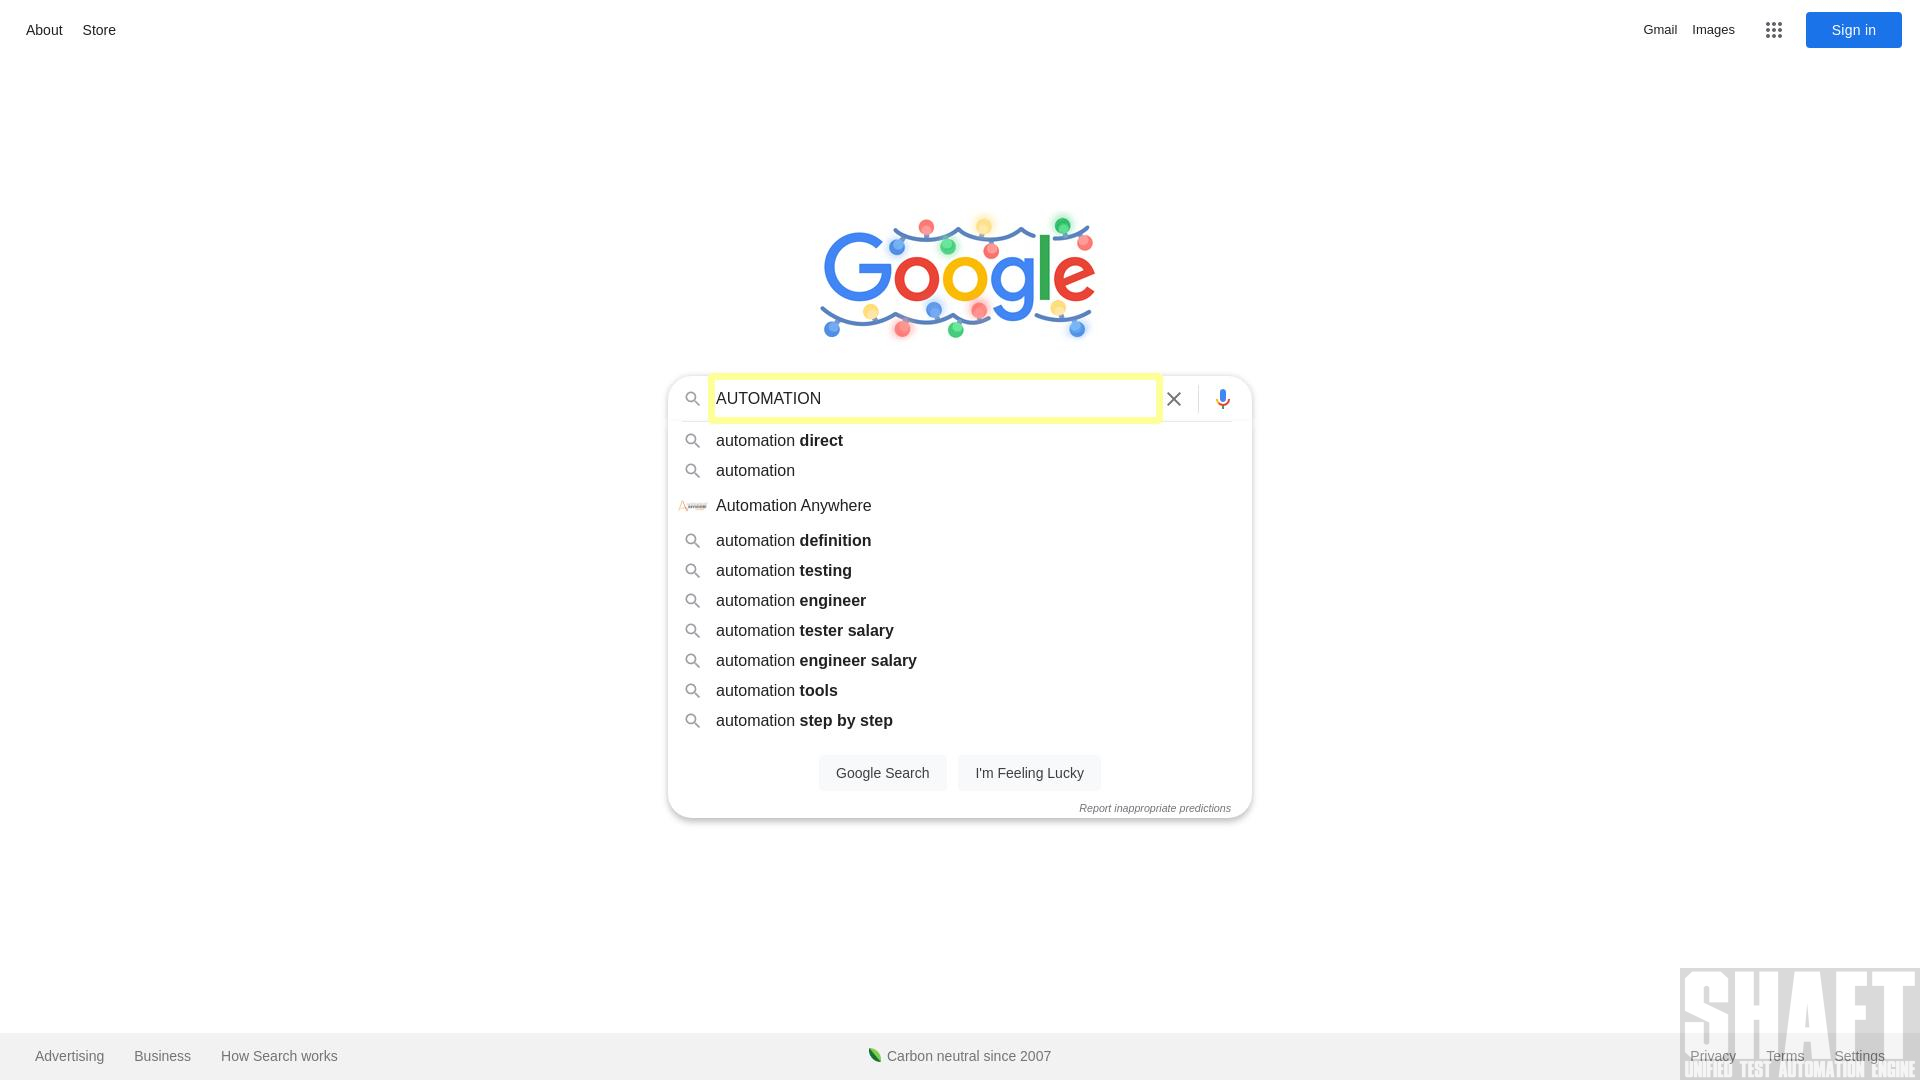 About Store
Gmail Images Sign in
Google
AUTOMATION
automation direct
automation
Automation Anywhere
automation definition
automation testing
automation engineer
automation tester salary
automation engineer salary
automation tools
automation step by step
Google Search I'm Feeling Lucky
Report inappropriate predictions
SHAFT
Advertising Business How Search works Carbon neutral since 2007 Privacy Terms Settings
UNIFIED TEST AUTOMATION ENGINE